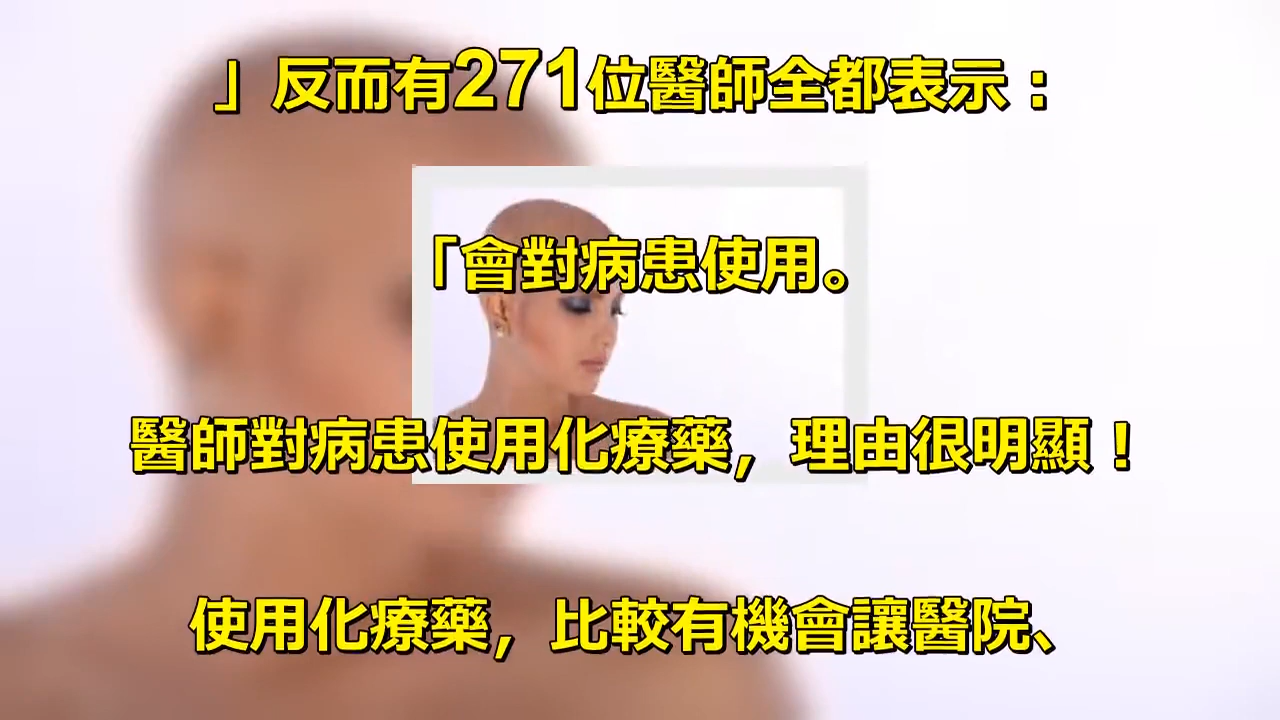 」反而有271位醫師全都表示：
「會對病患使用。
醫師對病患使用化療藥，理由很明顯！
使用化療藥，比較有機會讓醫院、